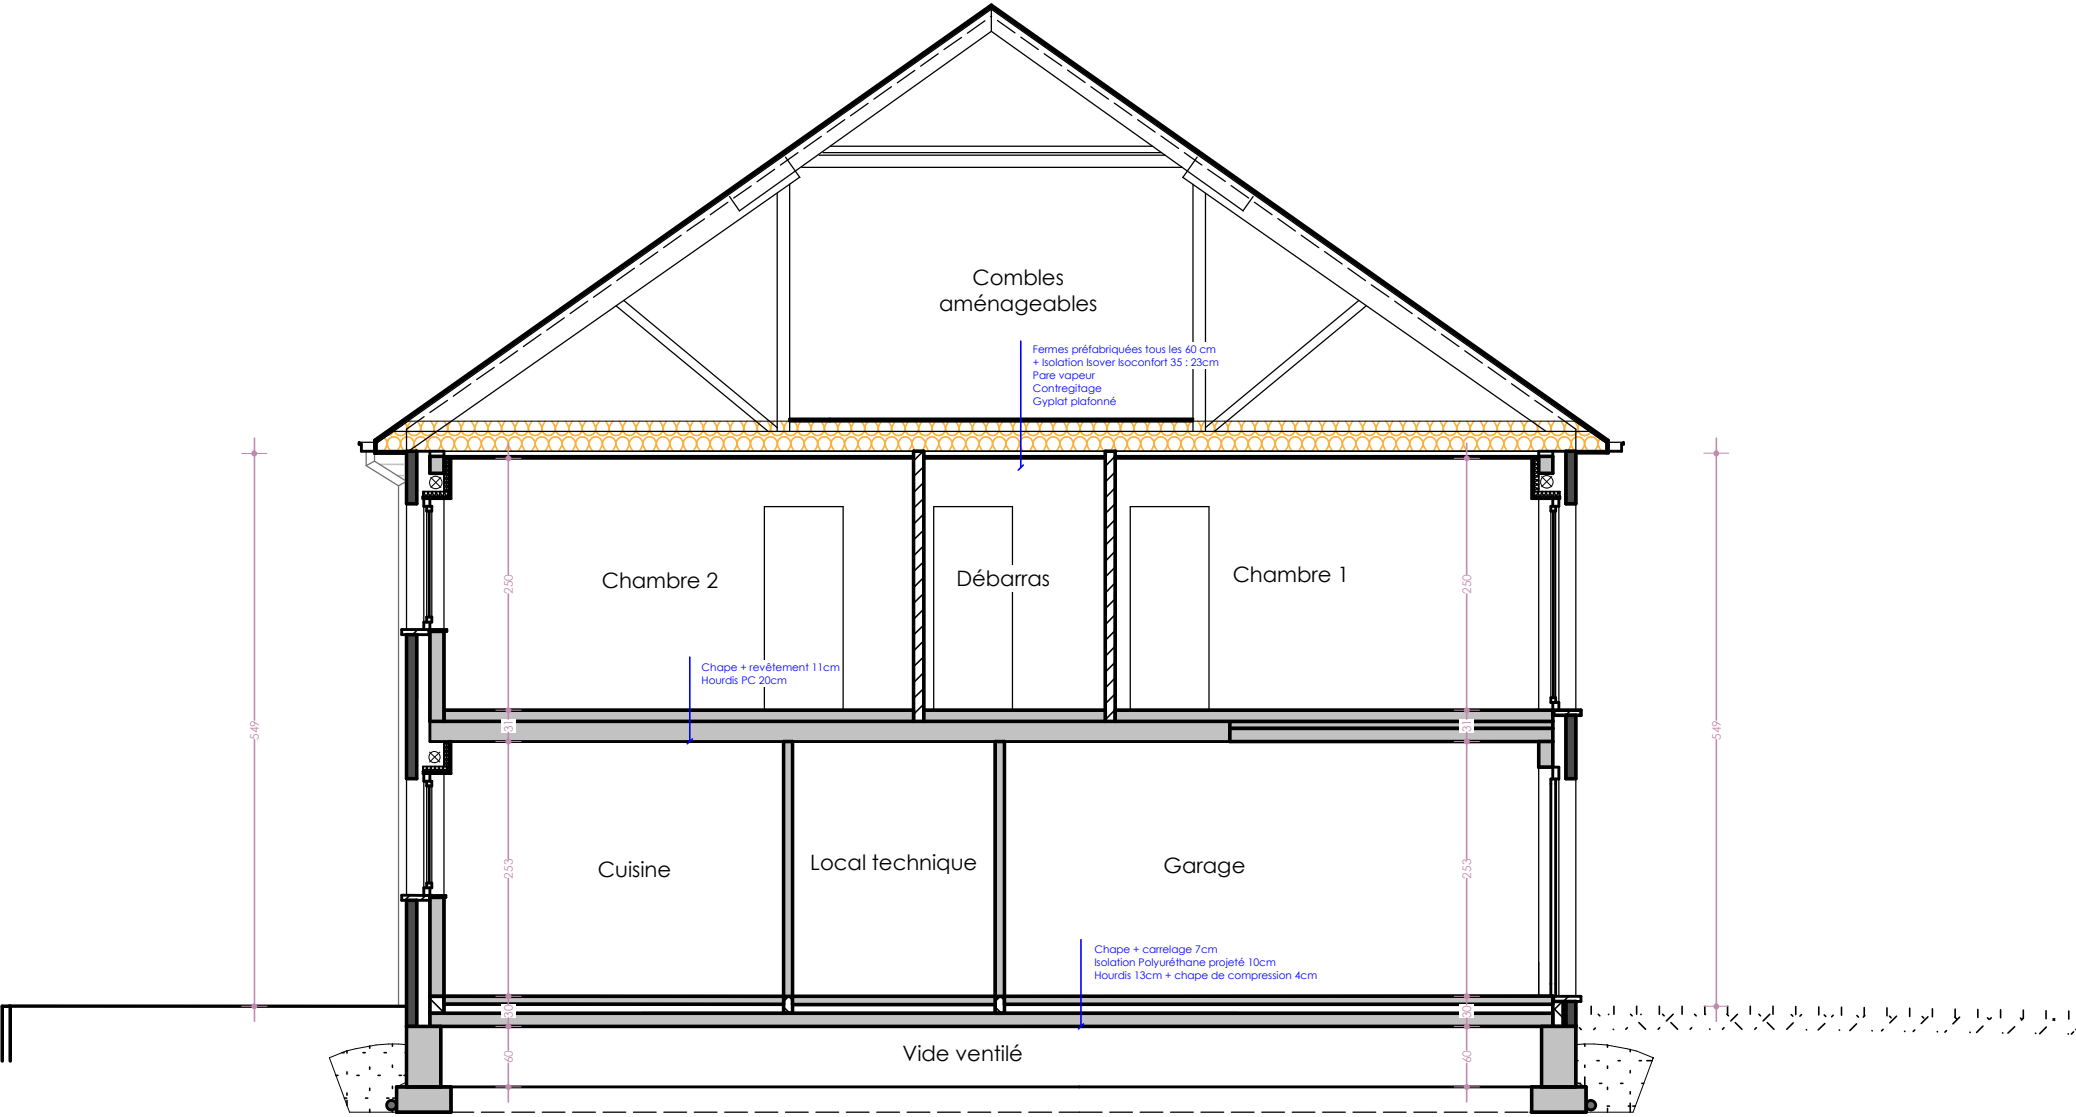 Combles
aménageables
Fermes préfabriquées tous les 60 cm
+ Isolation Isover Isoconfort 35 : 23cm
Pare vapeur
Contregitage
Gyplat plafonné
Chambre 2
Débarras
Chambre 1
250
250
Chape + revêtement 11cm
Hourdis PC 20cm
549
31
31
549
Cuisine
Local technique
Garage
253
253
Chape + carrelage 7cm
Isolation Polyuréthane projeté 10cm
Hourdis 13cm + chape de compression 4cm
30
30
Vide ventilé
60
60